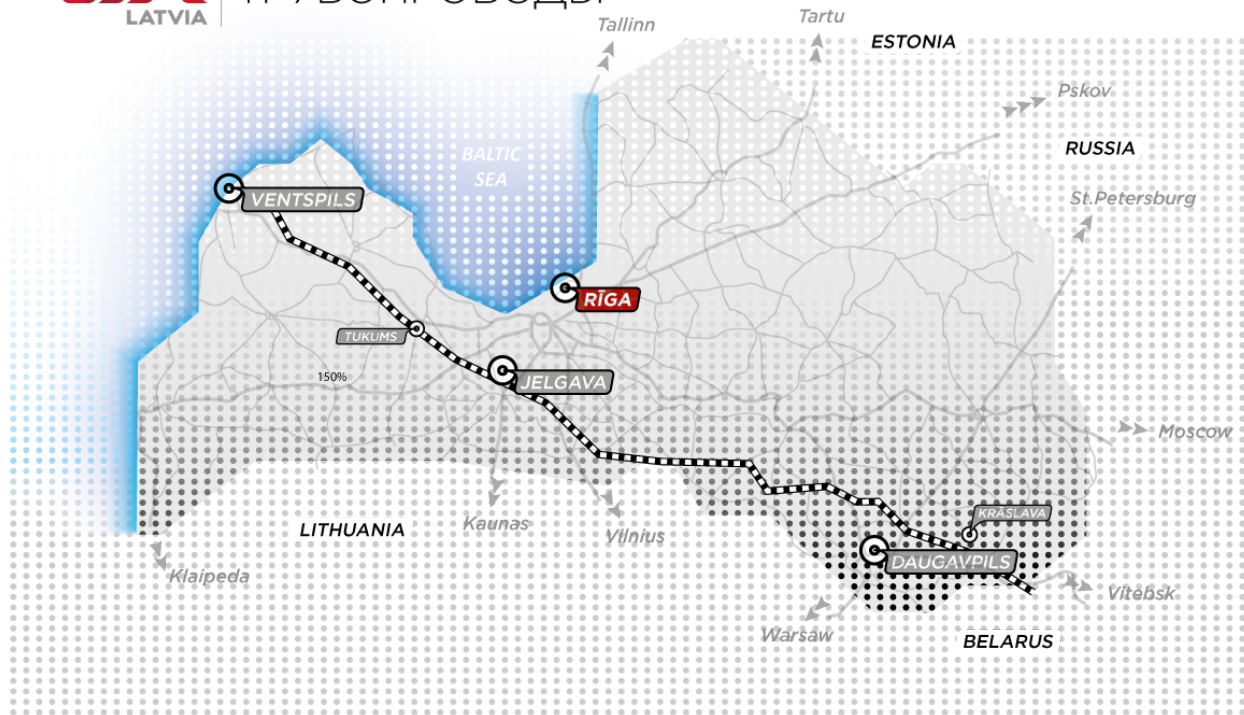 LATVIA
ТРУБОПРОВОДЫ
Tallinn
Tartu
ESTONIA
Pskov
RUSSIA
BALTIC
SEA
St.Petersburg
VENTSPILS
RĪGA
TUKUMS
150%
JELGAVA
Moscow
KRĀSLAVA
LITHUANIA
Kaunas
Vilnius
DAUGAVPILS
Klaipeda
Vitebsk
Warsaw
BELARUS